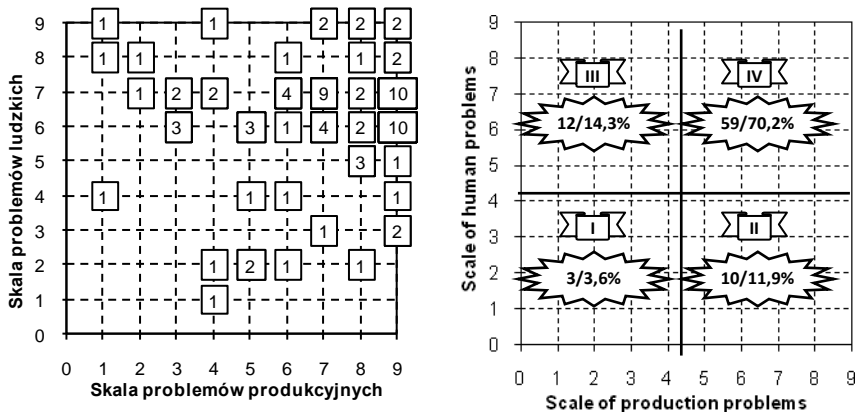 Skala problemów ludzkich
9 1 1 2 2 2
8 1 1 1 1 2
7 1 2 2 4 9 2 10
6 3 3 1 4 2 10
5 3 1
4 1 1 1 1
3 1 2
2 1 2 1 1
1 1
0
0 1 2 3 4 5 6 7 8 9
Skala problemów produkcyjnych
Scale of human problems
9
8
7
6
5
4
3
2
1
0
III
12/14,3%
IV
59/70,2%
I
3/3,6%
II
10/11,9%
0 1 2 3 4 5 6 7 8 9
Scale of production problems